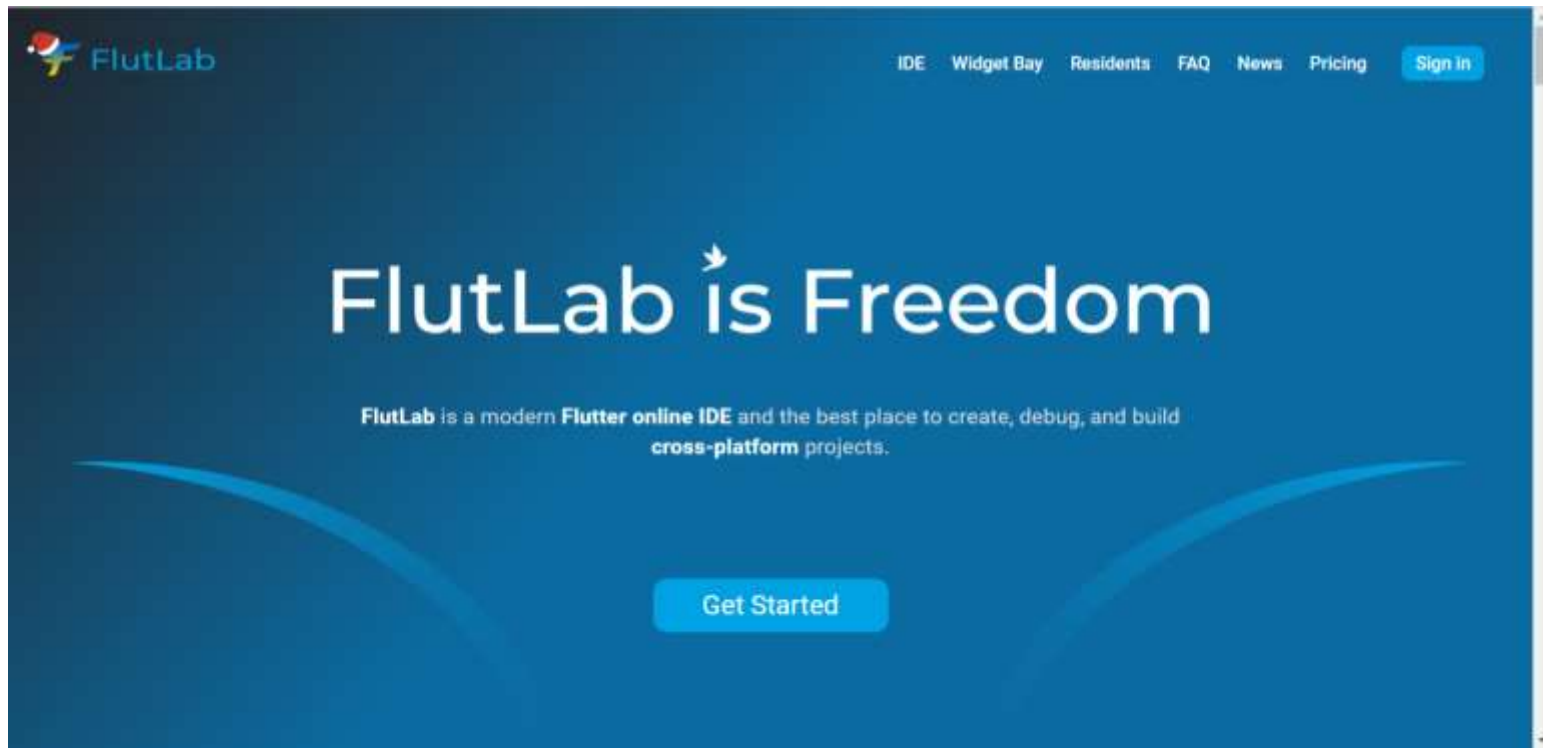 FlutLab
IDE Widget Bay Residents FAQ News Pricing Sign in
FlutLab is Freedom
FlutLab is a modern Flutter online IDE and the best place to create, debug, and build
cross-platform projects.
Get Started